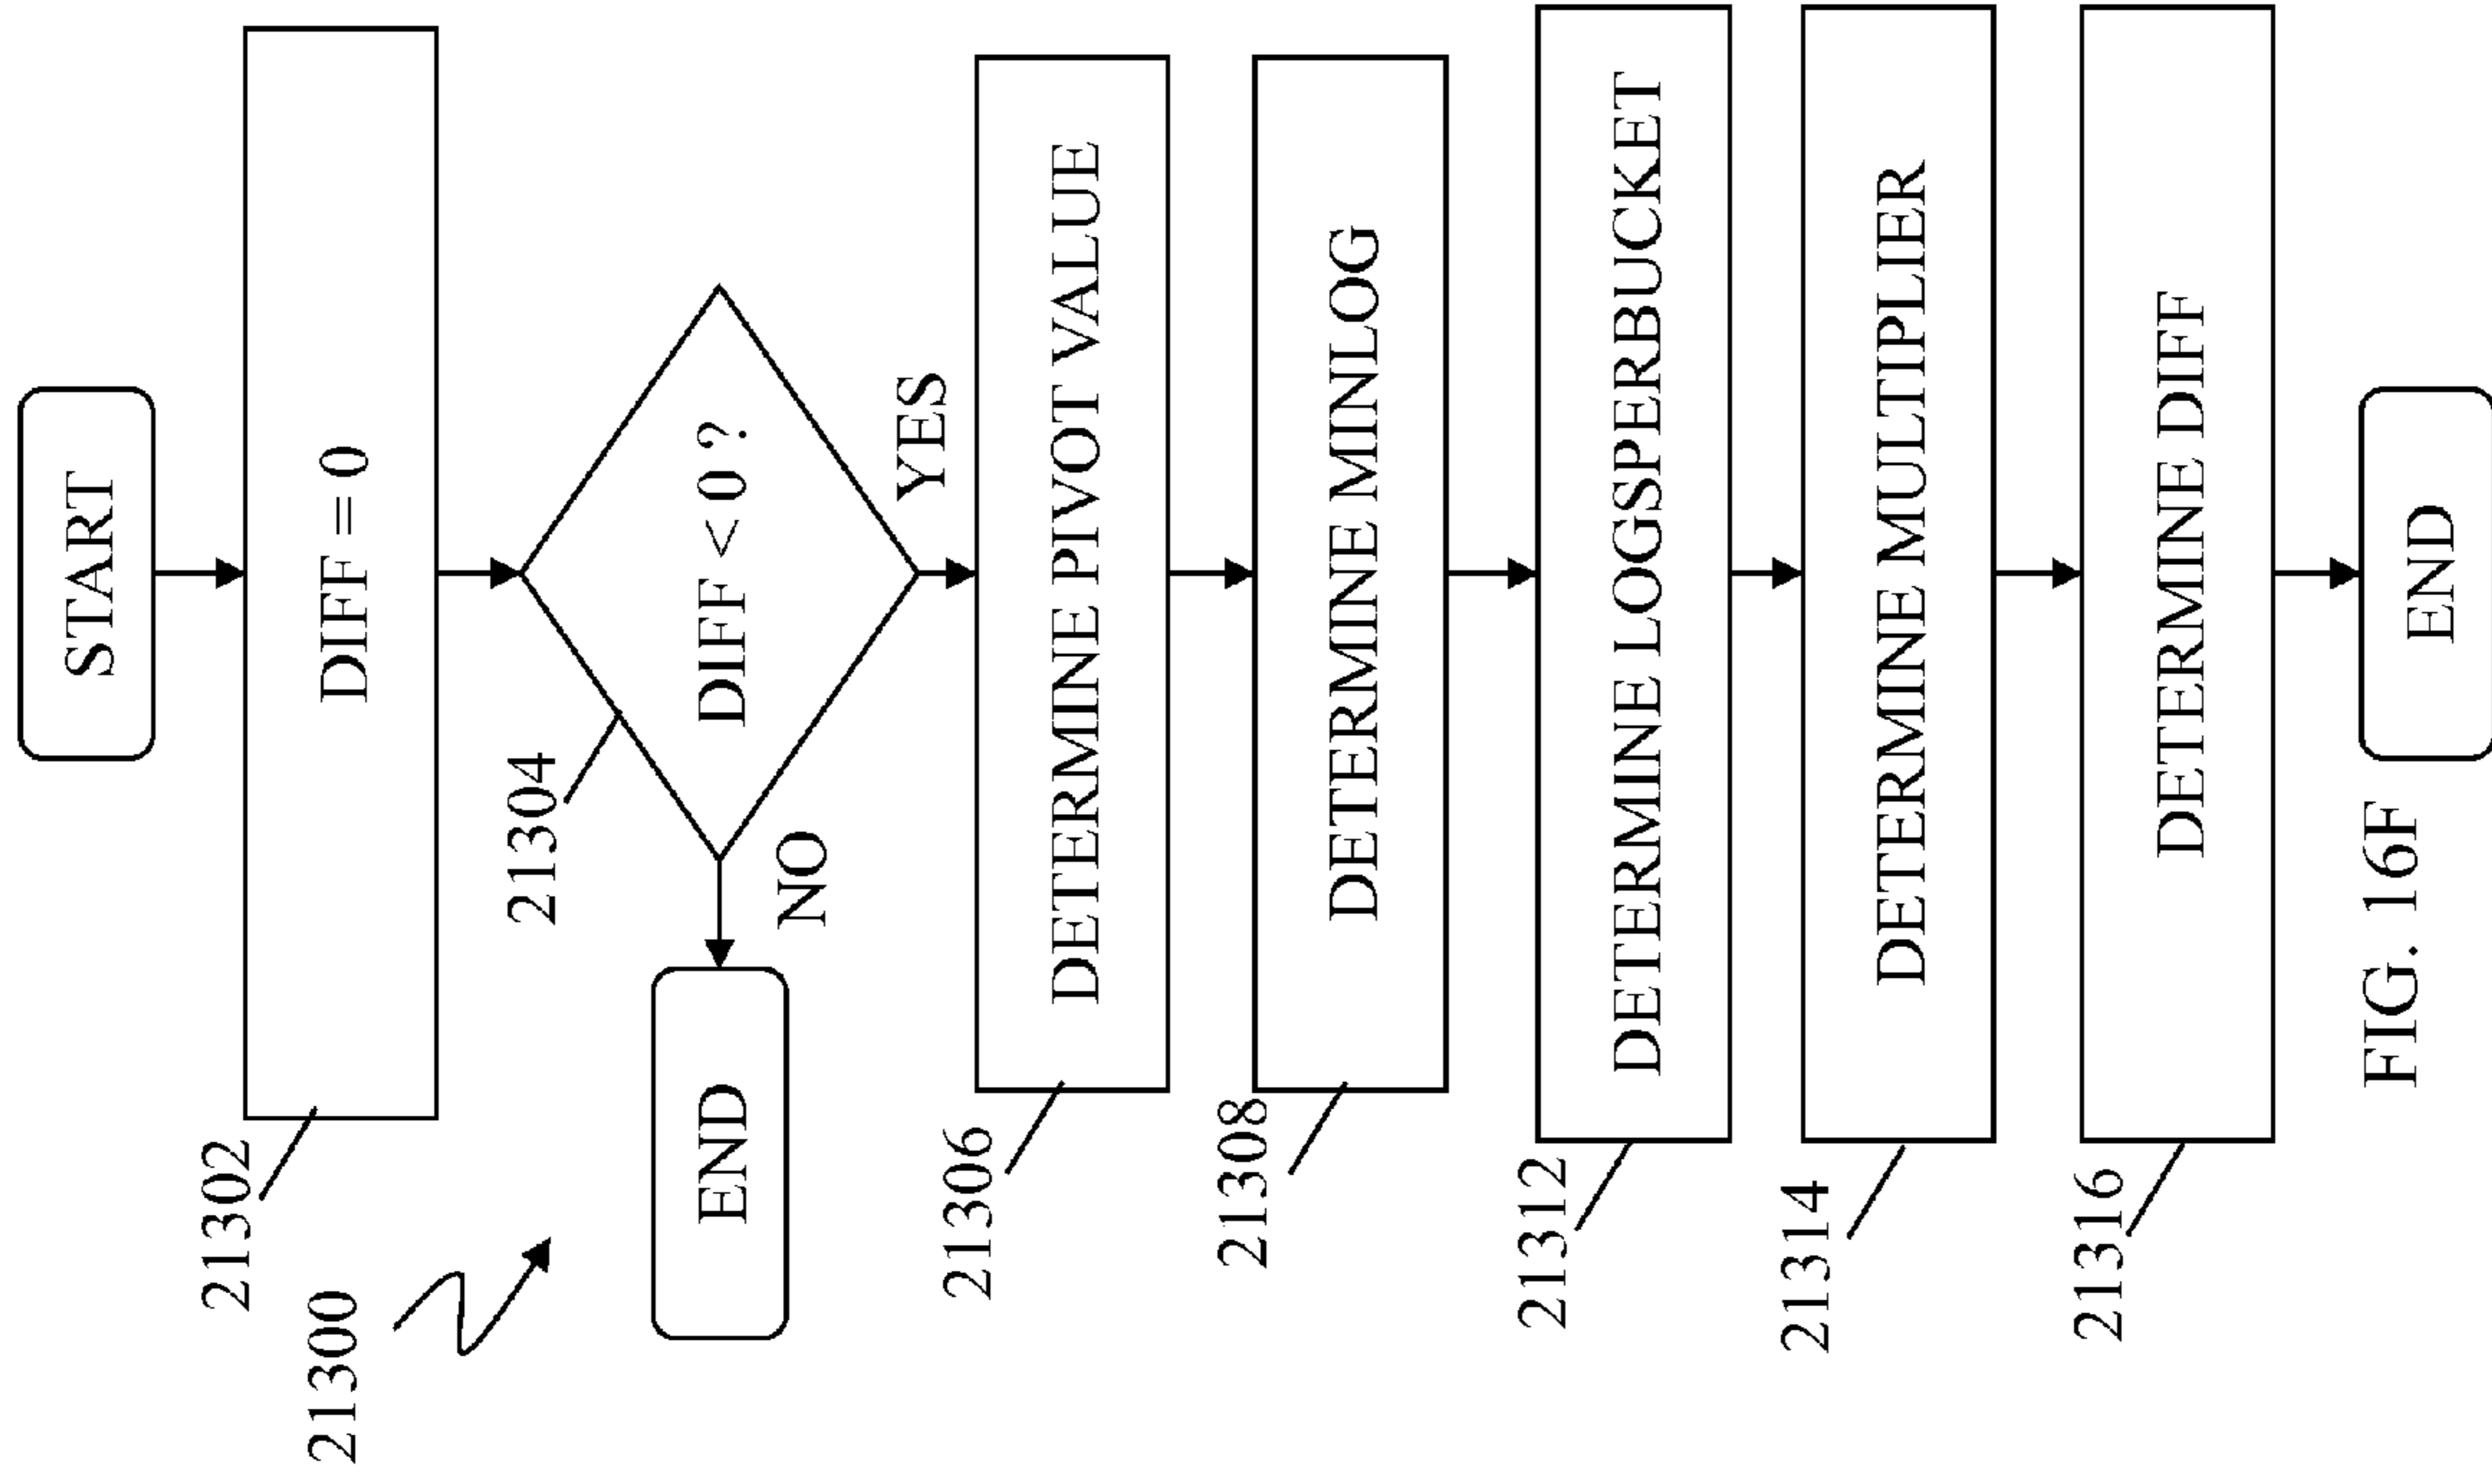 21300
START
21302
DIFF = 0
21304
DIFF < 0 ?
NO
END
YES
21306
DETERMINE PIVOT VALUE
21308
DETERMINE MINLOG
21312
DETERMINE LOGSPERBUCKET
21314
DETERMINE MULTIPLIER
21316
DETERMINE DIFF
END
FIG. 16F